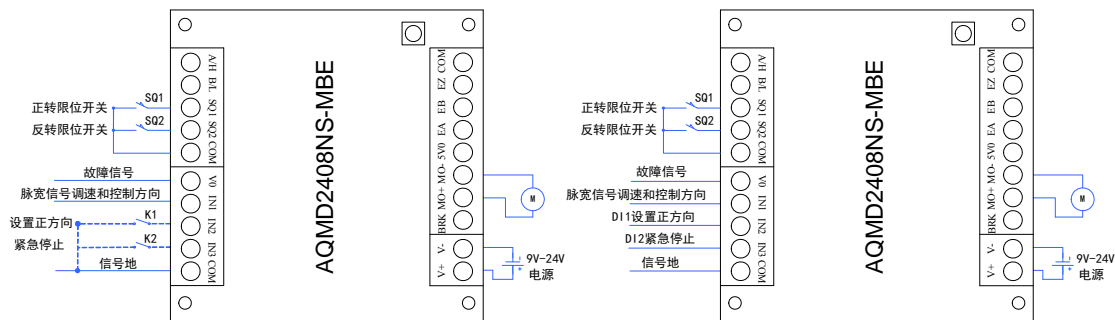 A/H
B/L
SQ1
SQ2
COM
V0
IN1
IN2
IN3
COM
SQ1
正转限位开关
SQ2
反转限位开关
故障信号
脉宽信号调速和控制方向
设置正方向
K1
紧急停止
K2
信号地
AQMD2408NS-MBE
COM
EZ
EB
EA
5V0
MO-
MO+
BRK
V-
V+
M
9V-24V
电源
A/H
B/L
SQ1
SQ2
COM
V0
IN1
IN2
IN3
COM
SQ1
正转限位开关
SQ2
反转限位开关
故障信号
脉宽信号调速和控制方向
DI1设置正方向
DI2紧急停止
信号地
AQMD2408NS-MBE
COM
EZ
EB
EA
5V0
MO-
MO+
BRK
V-
V+
M
9V-24V
电源